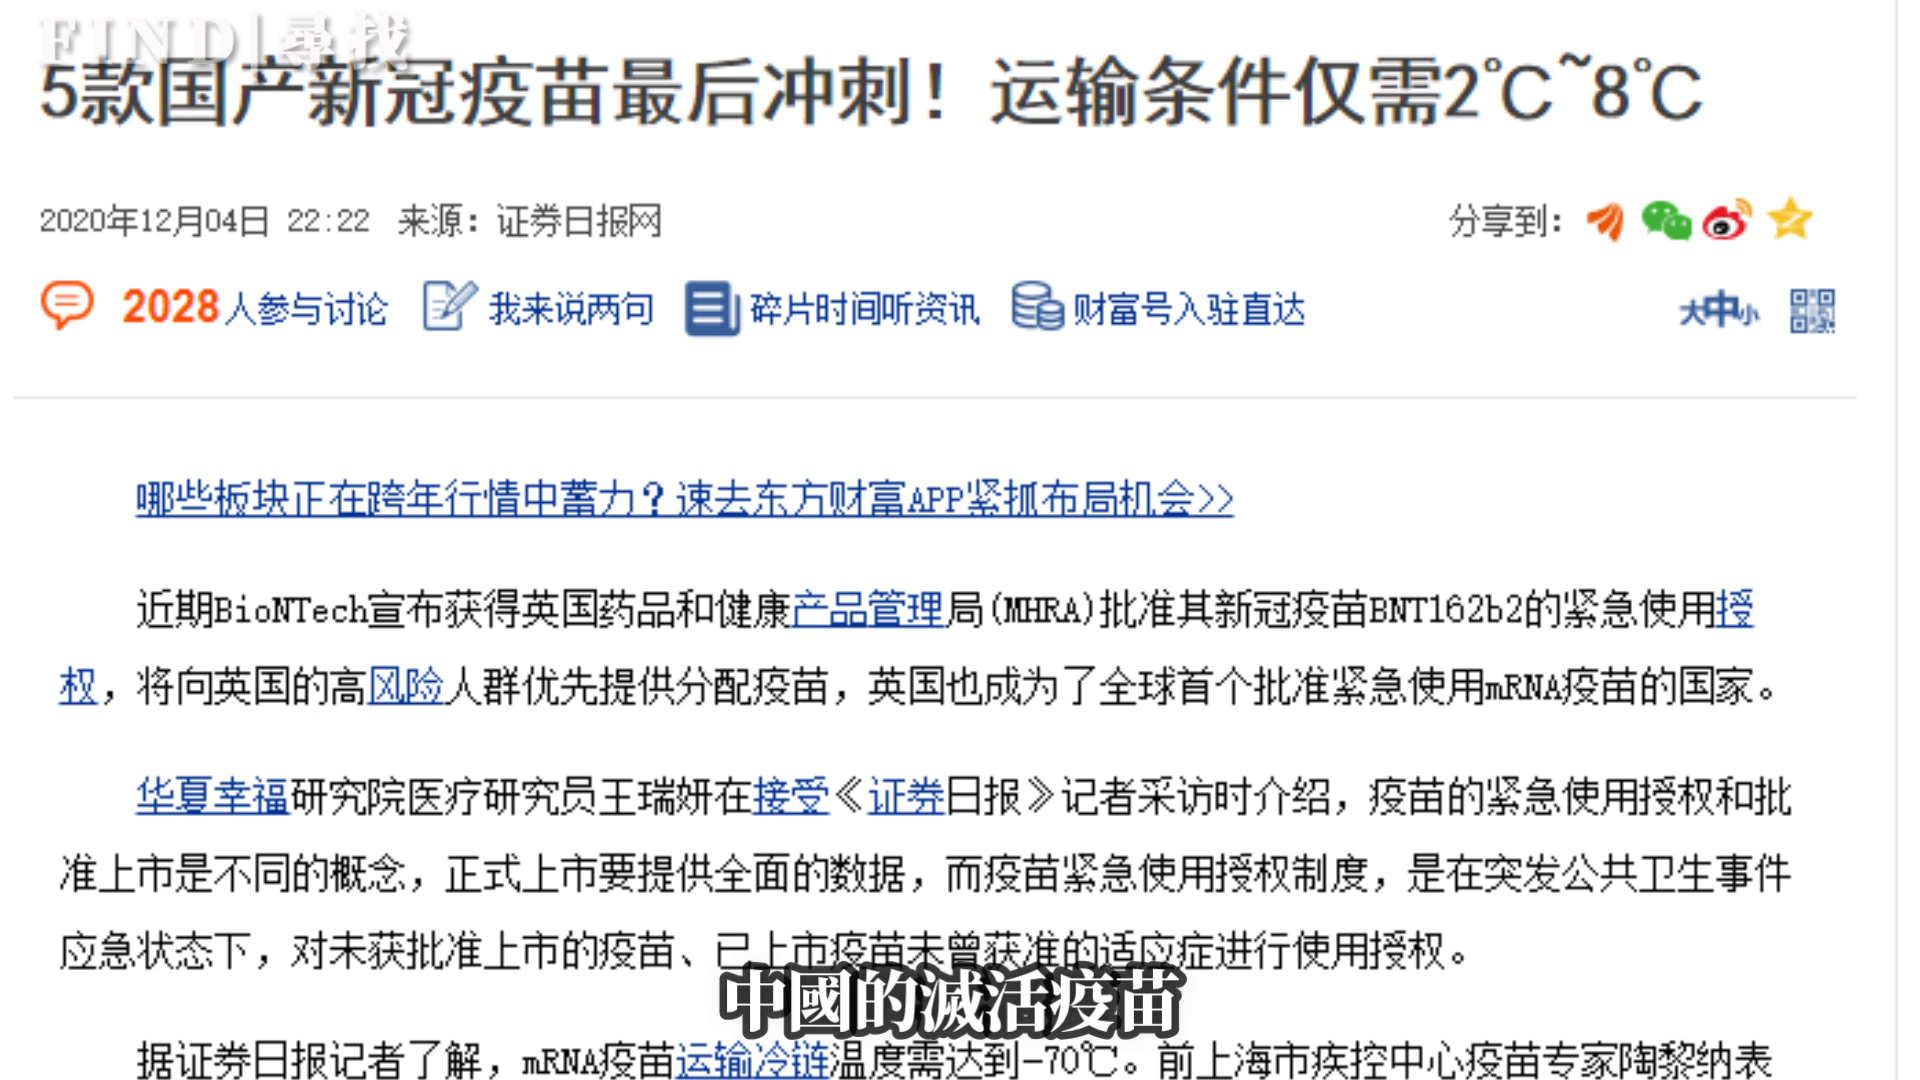 FIND|尋找
5款国产新冠疫苗最后冲刺！运输条件仅需2℃~8℃
2020年12月04日 22:22 来源：证券日报网
分享到：
2028人参与讨论 我来说两句 碎片时间听资讯 财富号入驻直达 大中小
哪些板块正在跨年行情中蓄力？速去东方财富APP紧抓布局机会>>
近期BioNTech宣布获得英国药品和健康产品管理局(MHRA)批准其新冠疫苗BNT162b2的紧急使用授
权，将向英国的高风险人群优先提供分配疫苗，英国也成为了全球首个批准紧急使用mRNA疫苗的国家。
华夏幸福研究院医疗研究员王瑞妍在接受《证券日报》记者采访时介绍，疫苗的紧急使用授权和批
准上市是不同的概念，正式上市要提供全面的数据，而疫苗紧急使用授权制度，是在突发公共卫生事件
应急状态下，对未获批准上市的疫苗、已上市疫苗未曾获准的适应症进行使用授权。
中國的滅活疫苗
据证券日报记者了解，mRNA疫苗运输冷链温度需达到-70℃。前上海市疾控中心疫苗专家陶黎纳表